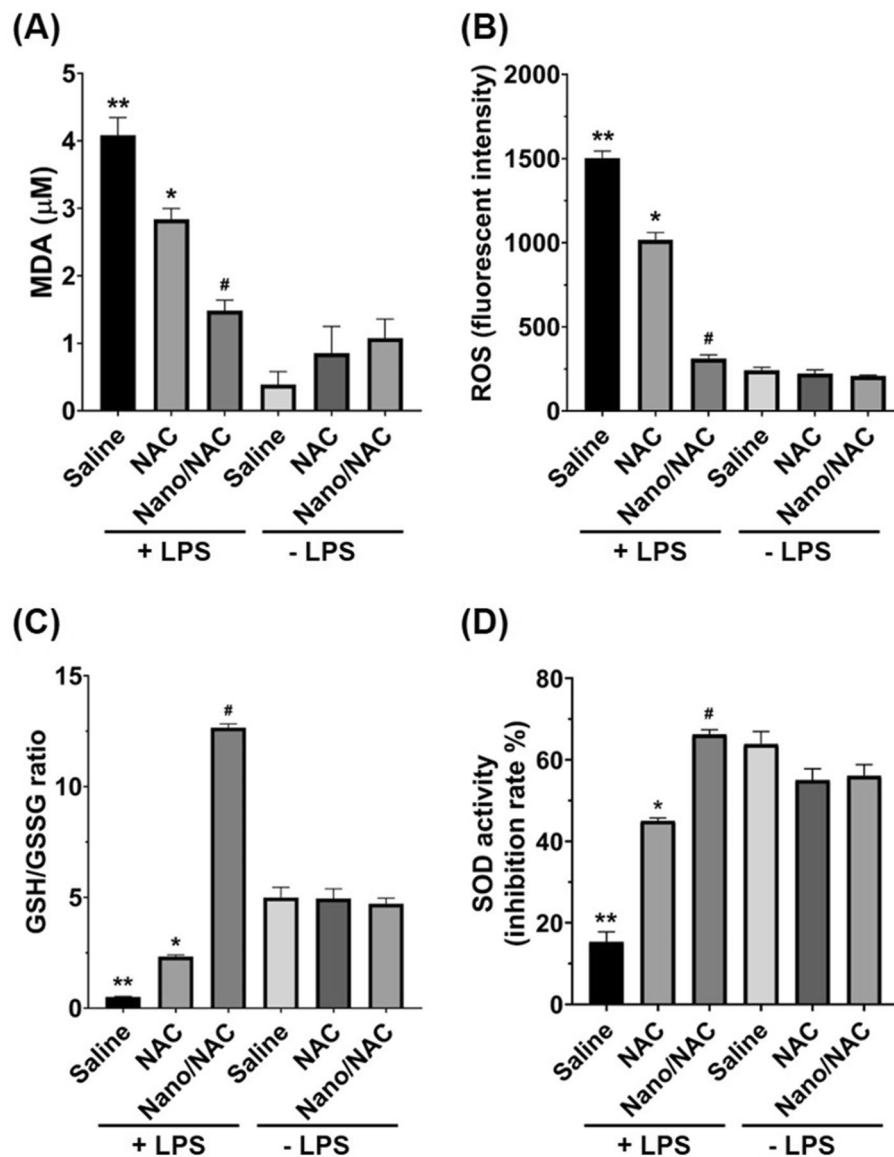 (A)
MDA (μM)
5
4
3
2
1
0
**
*
#
Saline
NAC
Nano/NAC
Saline
NAC
Nano/NAC
+ LPS
- LPS
(B)
ROS (fluorescent intensity)
2000
1500
1000
500
0
**
*
#
Saline
NAC
Nano/NAC
Saline
NAC
Nano/NAC
+ LPS
- LPS
(C)
GSH/GSSG ratio
15
10
5
0
**
*
#
Saline
NAC
Nano/NAC
Saline
NAC
Nano/NAC
+ LPS
- LPS
(D)
SOD activity
(inhibition rate %)
80
60
40
20
0
**
*
#
Saline
NAC
Nano/NAC
Saline
NAC
Nano/NAC
+ LPS
- LPS